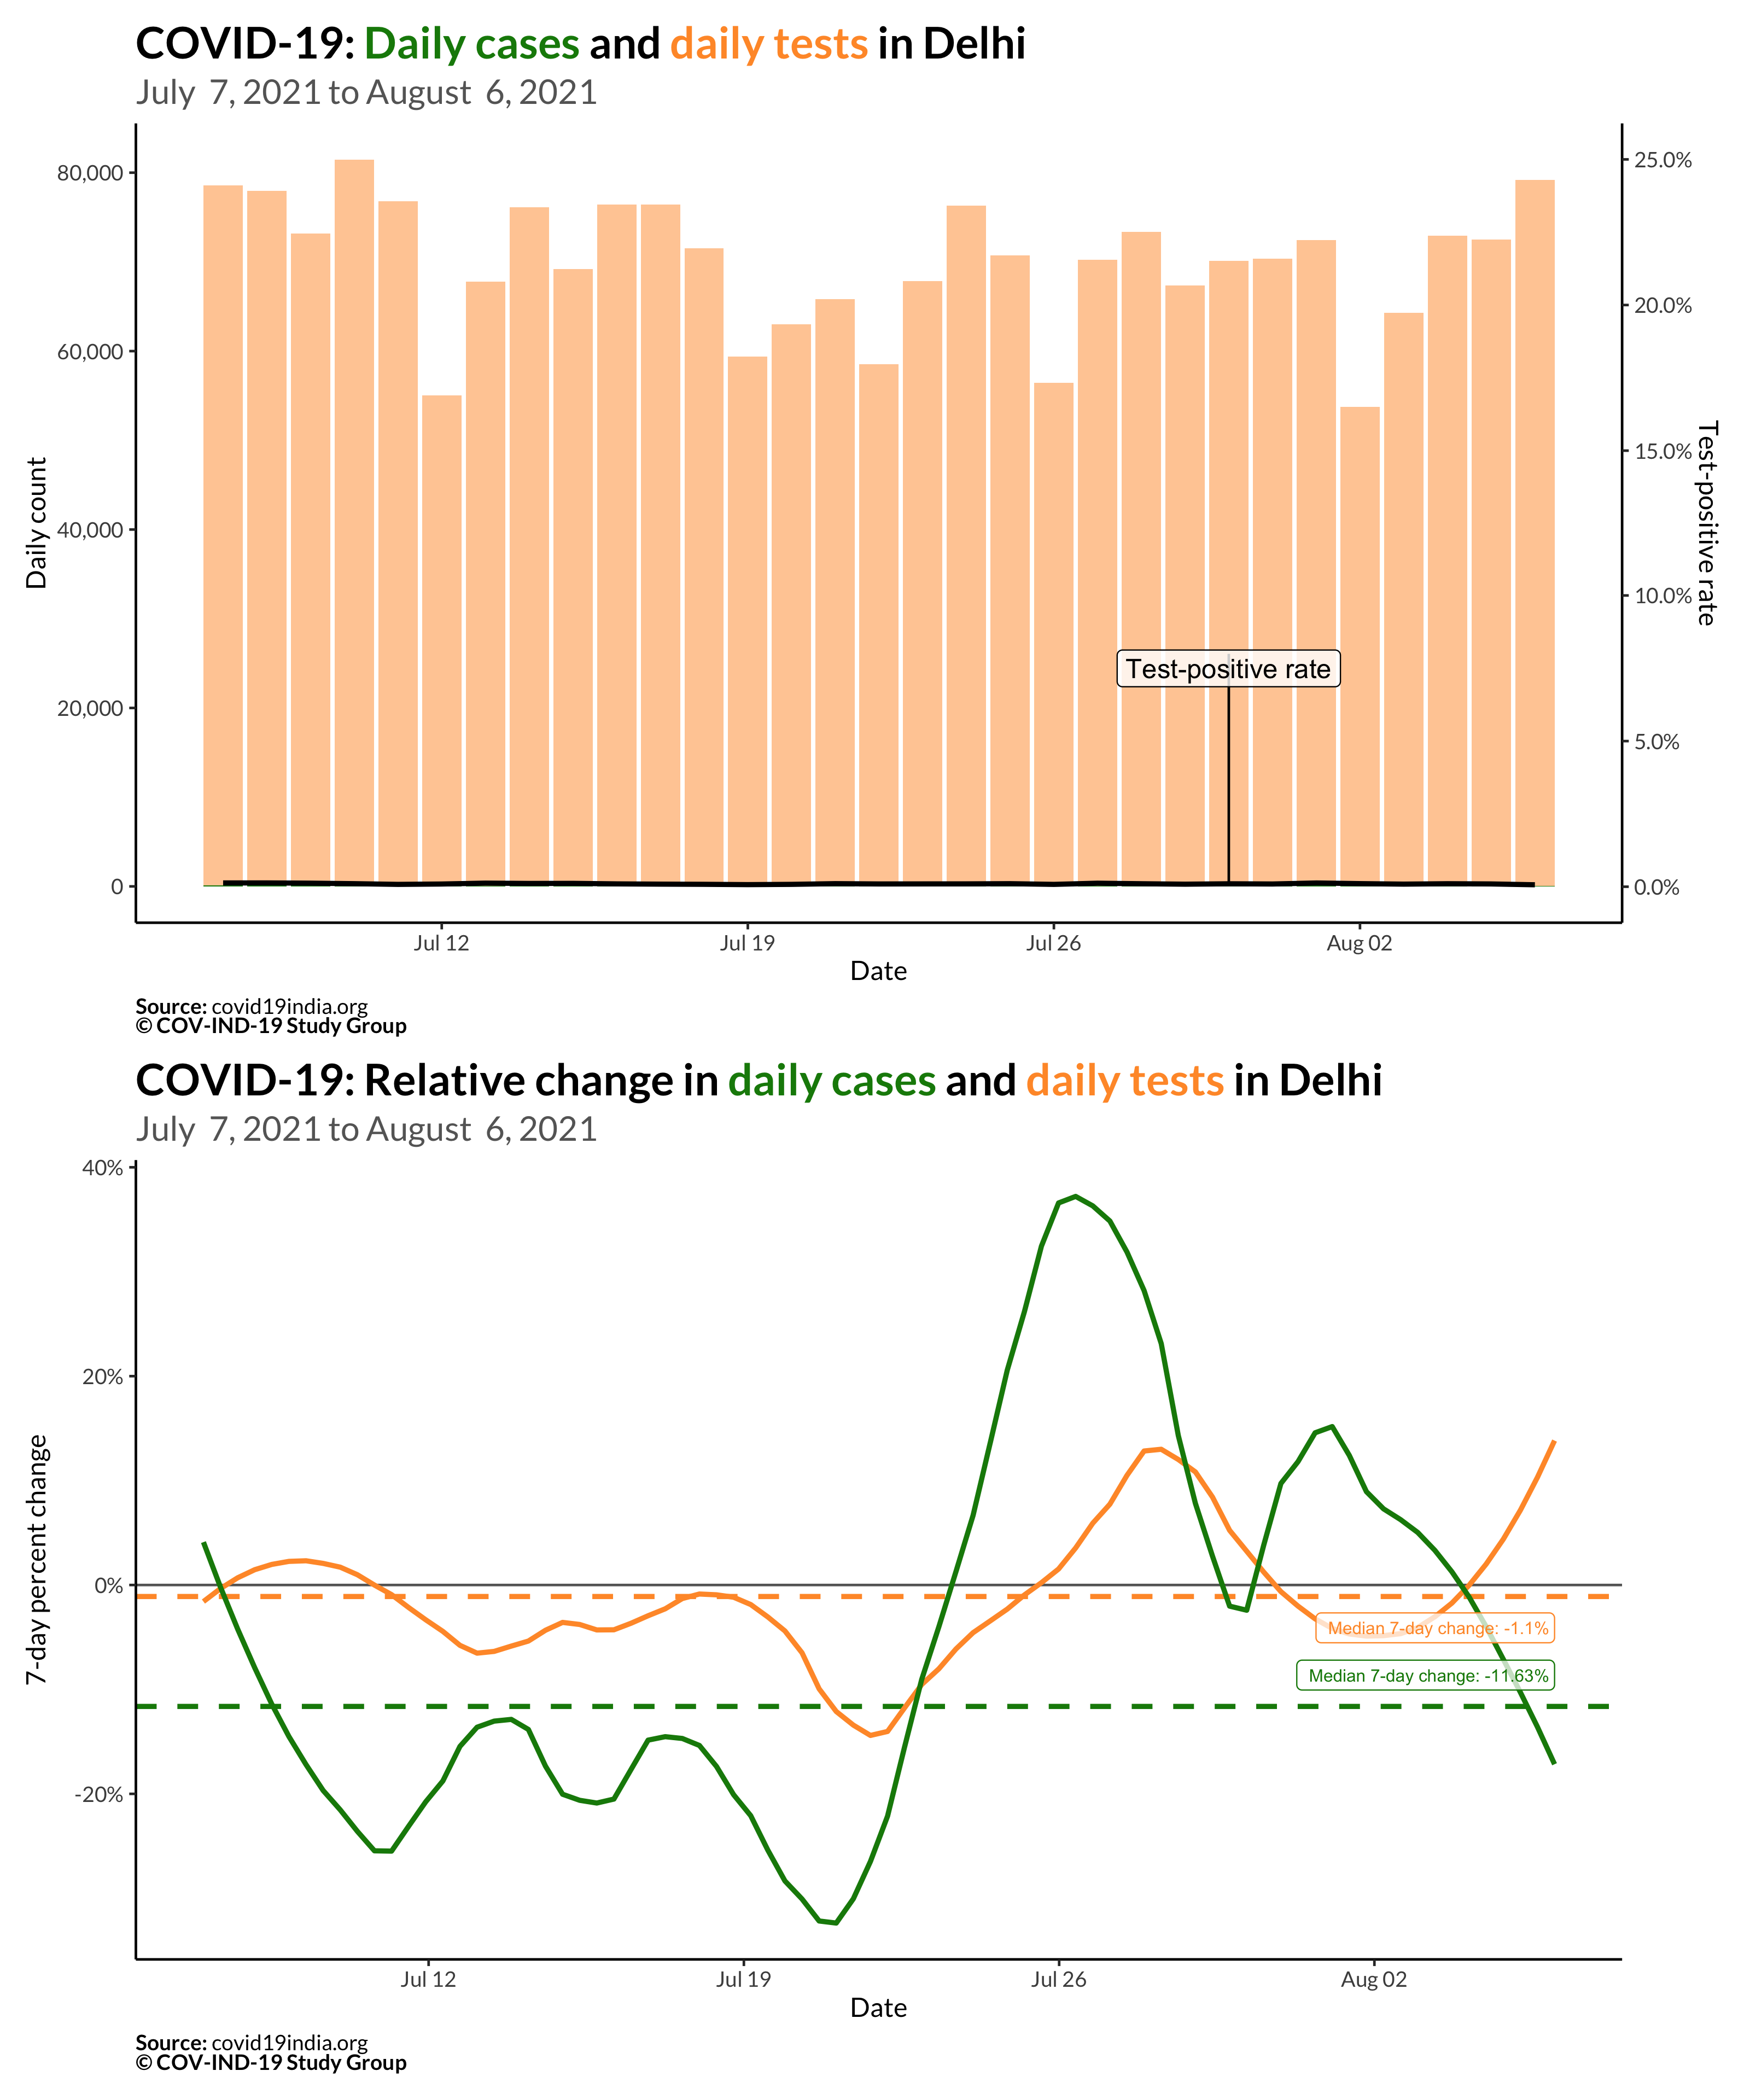 COVID-19: Daily cases and daily tests in Delhi
July 7, 2021 to August 6, 2021
80,000
60,000
40,000
20,000
0
Daily count
25.0%
20.0%
15.0%
10.0%
5.0%
0.0%
Test-positive rate
Test-positive rate
Jul 12
Jul 19
Jul 26
Aug 02
Date
Source: covid19india.org
© COV-IND-19 Study Group
COVID-19: Relative change in daily cases and daily tests in Delhi
July 7, 2021 to August 6, 2021
40%
20%
0%
-20%
7-day percent change
Median 7-day change: -1.1%
Median 7-day change: -11.63%
Jul 12
Jul 19
Jul 26
Aug 02
Date
Source: covid19india.org
© COV-IND-19 Study Group